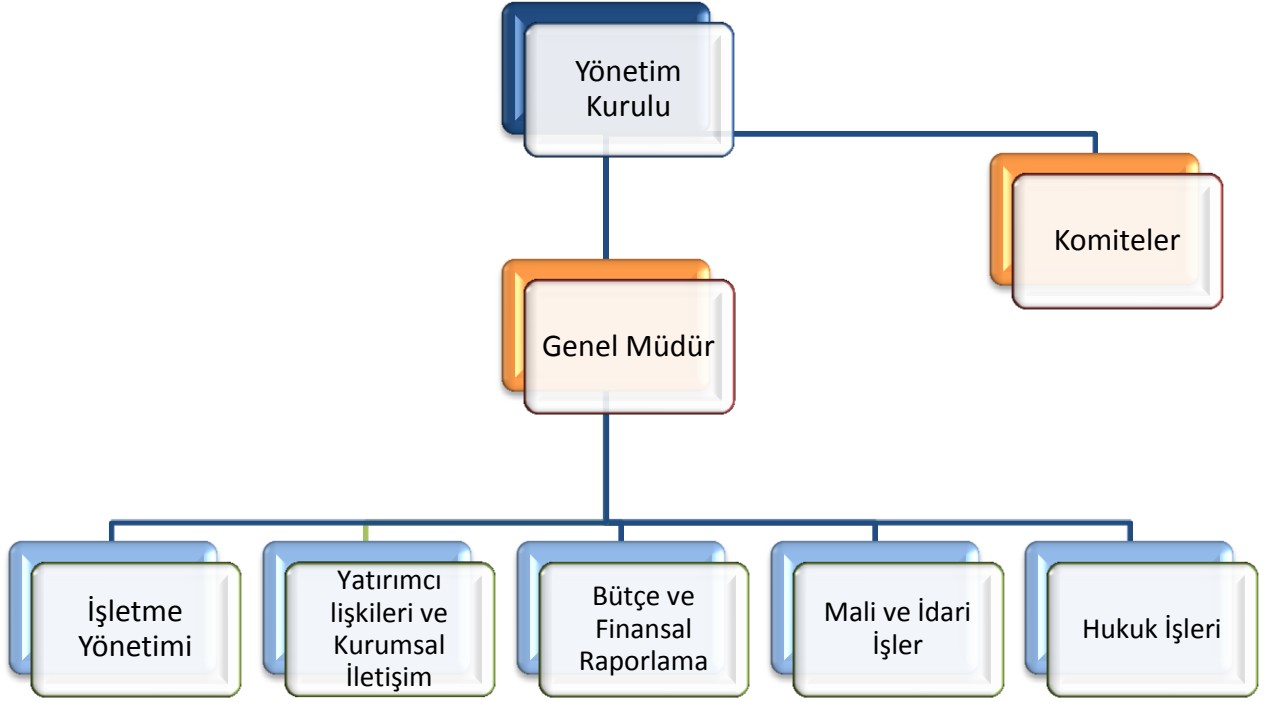 Yönetim
Kurulu
Komiteler
Genel Müdür
İşletme
Yönetimi
Yatırımcı
lişkileri ve
Kurumsal
İletişim
Bütçe ve
Finansal
Raporlama
Mali ve İdari
İşler
Hukuk İşleri